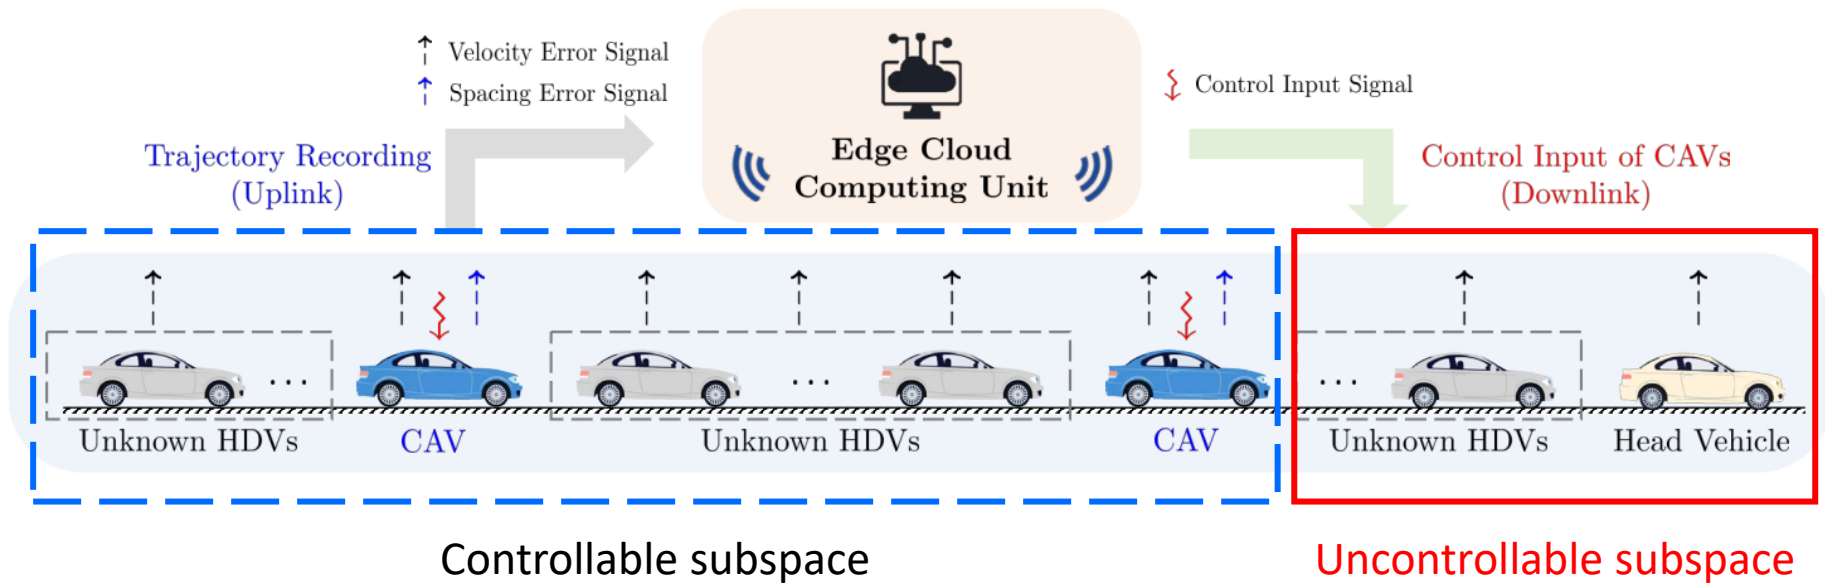 Velocity Error Signal
Spacing Error Signal
Control Input Signal
Trajectory Recording
(Uplink)
Edge Cloud
Computing Unit
Control Input of CAVs
(Downlink)
...
...
...
Unknown HDVs
CAV
Unknown HDVs
CAV
Unknown HDVs
Head Vehicle
Controllable subspace
Uncontrollable subspace